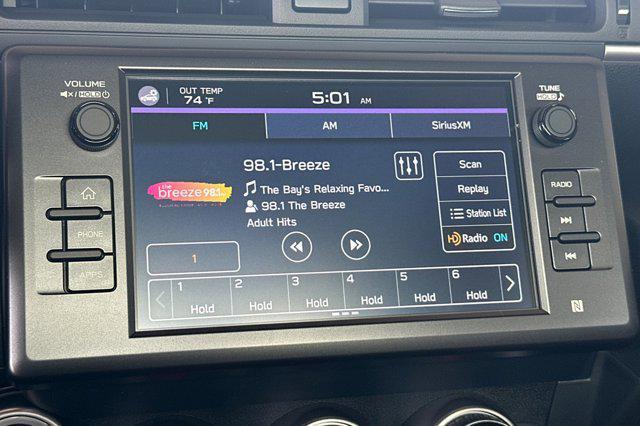 VOLUME
HOLD
OUT TEMP
74 °F
5:01 AM
TUNE
HOLD
FM
AM
SiriusXM
98.1-Breeze
the
breeze 98.1
The Bay's Relaxing Favo...
98.1 The Breeze
Adult Hits
Scan
Replay
Station List
HD Radio ON
PHONE
APPS
RADIO
1
1 Hold
2 Hold
3 Hold
4 Hold
5 Hold
6 Hold
N